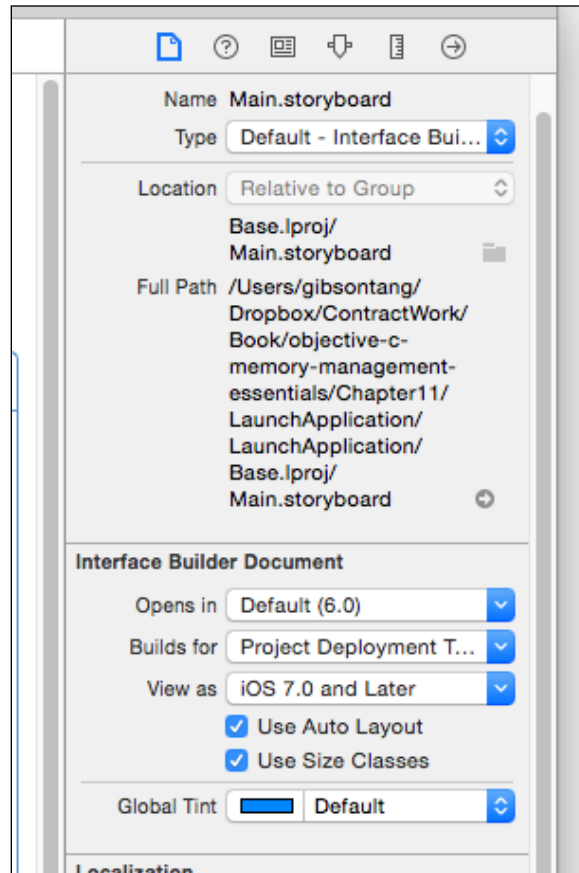 Name Main.storyboard
Type Default - Interface Bui...
Location Relative to Group
Base.lproj/
Main.storyboard
Full Path /Users/gibsontang/
Dropbox/ContractWork/
Book/objective-c-
memory-management-
essentials/Chapter11/
LaunchApplication/
LaunchApplication/
Base.lproj/
Main.storyboard
Interface Builder Document
Opens in Default (6.0)
Builds for Project Deployment T...
View as iOS 7.0 and Later
Use Auto Layout
Use Size Classes
Global Tint Default
Localization